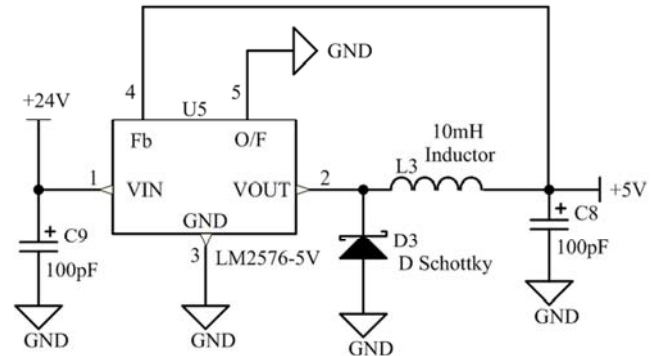 GND
4
U5
5
+24V
10mH
Inductor
Fb
O/F
L3
1
VIN
VOUT
2
+5V
GND
+
C9
D3
+
C8
100pF
3
LM2576-5V
D Schottky
100pF
GND
GND
GND
GND